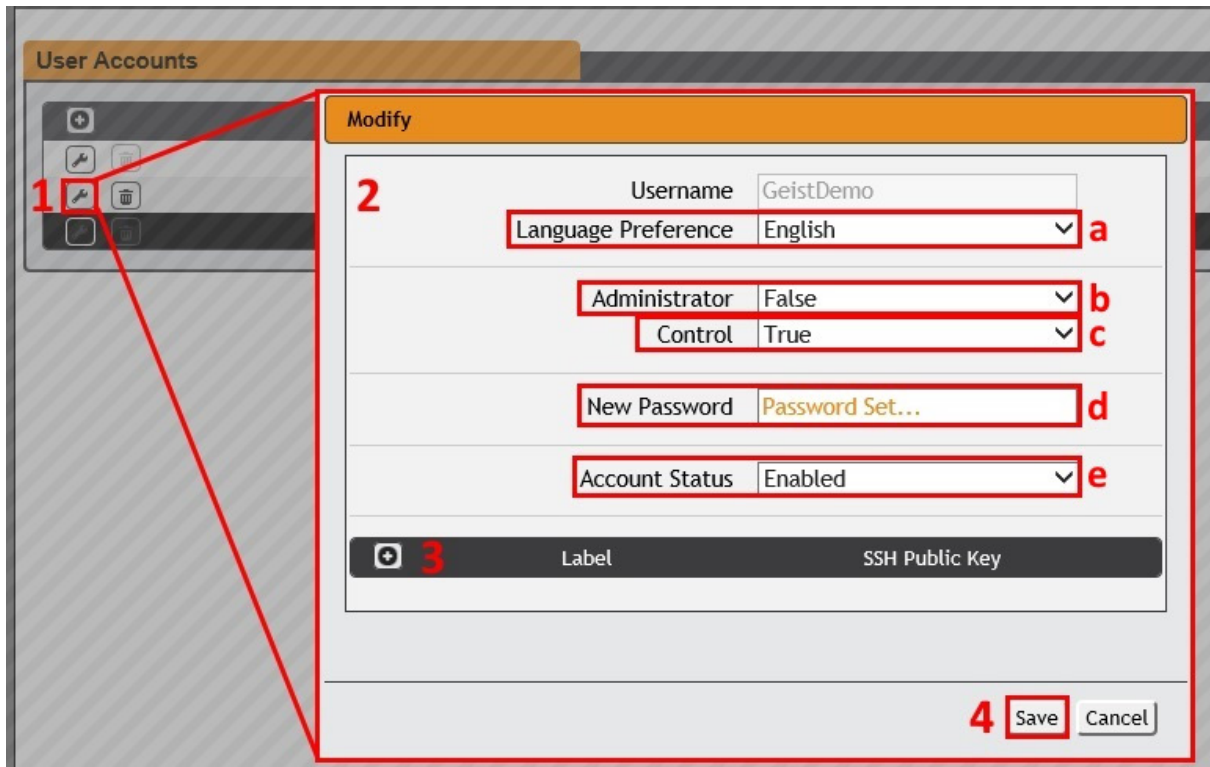 User Accounts
Modify
1
2
Username GeistDemo
Language Preference English a
Administrator False b
Control True c
New Password Password Set... d
Account Status Enabled e
3 Label SSH Public Key
4 Save Cancel